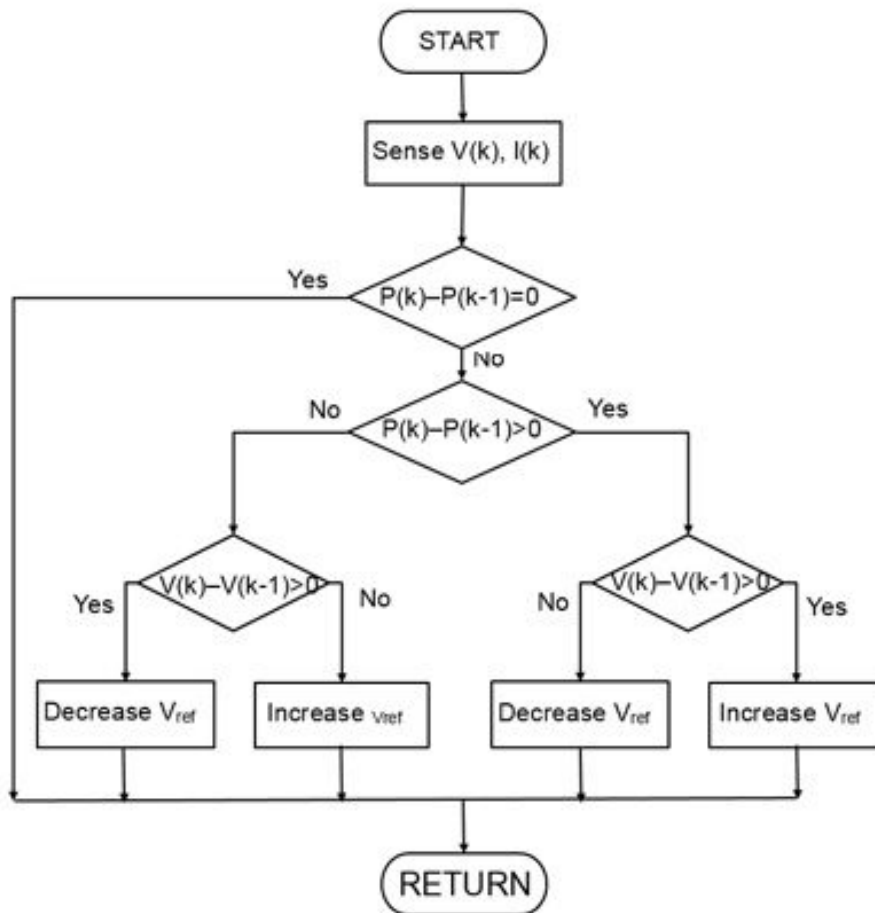 START
Sense V(k), I(k)
Yes
P(k)–P(k-1)=0
No
No
P(k)–P(k-1)>0
Yes
Yes
V(k)–V(k-1)>0
No
No
V(k)–V(k-1)>0
Yes
Decrease Vref
Increase Vref
Decrease Vref
Increase Vref
RETURN